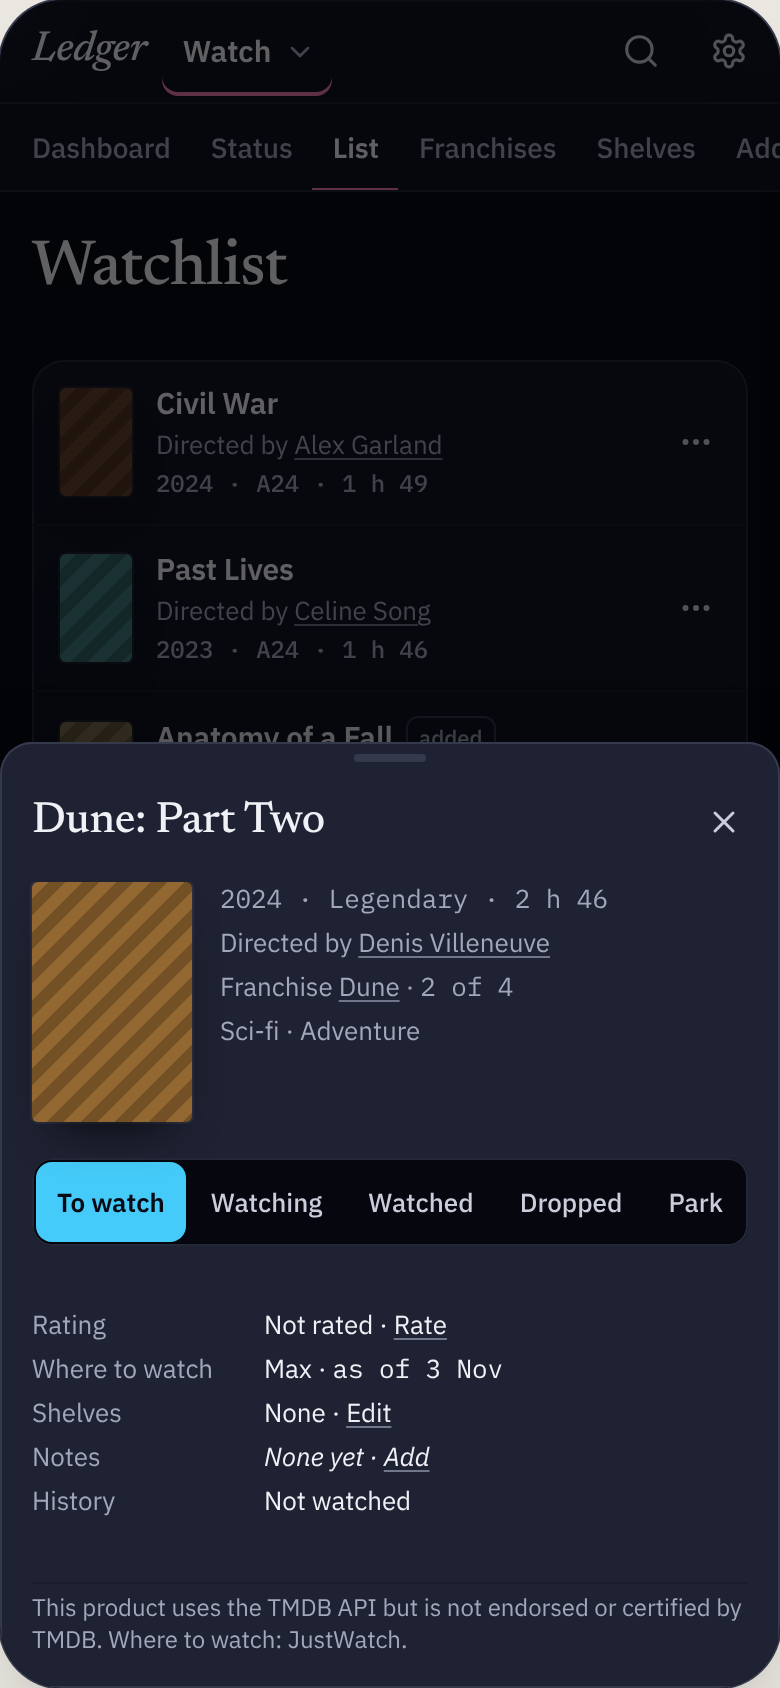 Ledger Watch
Dashboard Status List Franchises Shelves
Watchlist
Civil War
Directed by Alex Garland
2024 · A24 · 1 h 49
Past Lives
Directed by Celine Song
2023 · A24 · 1 h 46
Anatomy of a Fall added
Dune: Part Two
2024 · Legendary · 2 h 46
Directed by Denis Villeneuve
Franchise Dune · 2 of 4
Sci-fi · Adventure
To watch Watching Watched Dropped Park
Rating Not rated · Rate
Where to watch Max · as of 3 Nov
Shelves None · Edit
Notes None yet · Add
History Not watched
This product uses the TMDB API but is not endorsed or certified by
TMDB. Where to watch: JustWatch.